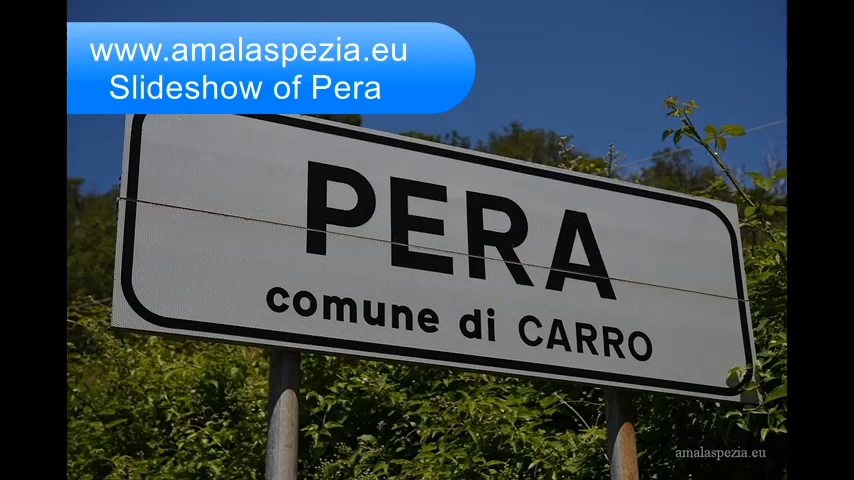 www.amalaspezia.eu
Slideshow of Pera
PERA
comune di CARRO
amalaspezia.eu